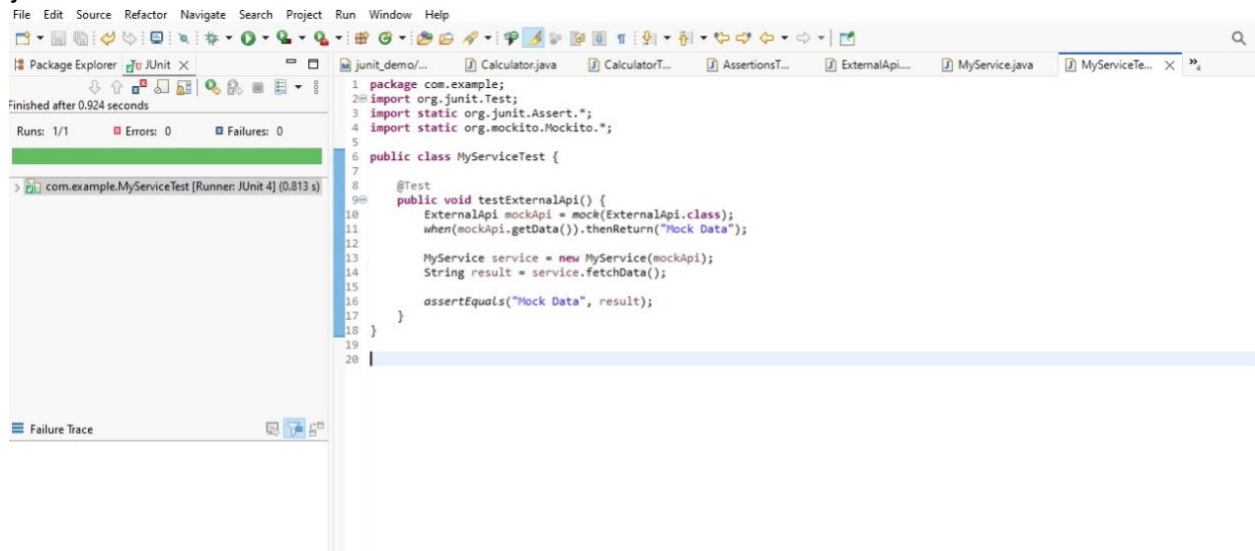 File Edit Source Refactor Navigate Search Project Run Window Help
Package Explorer JUnit
Finished after 0.924 seconds
Runs: 1/1 Errors: 0 Failures: 0
com.example.MyServiceTest [Runner: JUnit 4] (0.813 s)
Failure Trace
junit_demo/... Calculator.java CalculatorT... AssertionsT... ExternalApi.... MyService.java MyServiceTe... 4
1 package com.example;
2 import org.junit.Test;
3 import static org.junit.Assert.*;
4 import static org.mockito.Mockito.*;
5
6 public class MyServiceTest {
7
8     @Test
9     public void testExternalApi() {
10         ExternalApi mockApi = mock(ExternalApi.class);
11         when(mockApi.getData()).thenReturn("Mock Data");
12
13         MyService service = new MyService(mockApi);
14         String result = service.fetchData();
15
16         assertEquals("Mock Data", result);
17     }
18 }
19
20